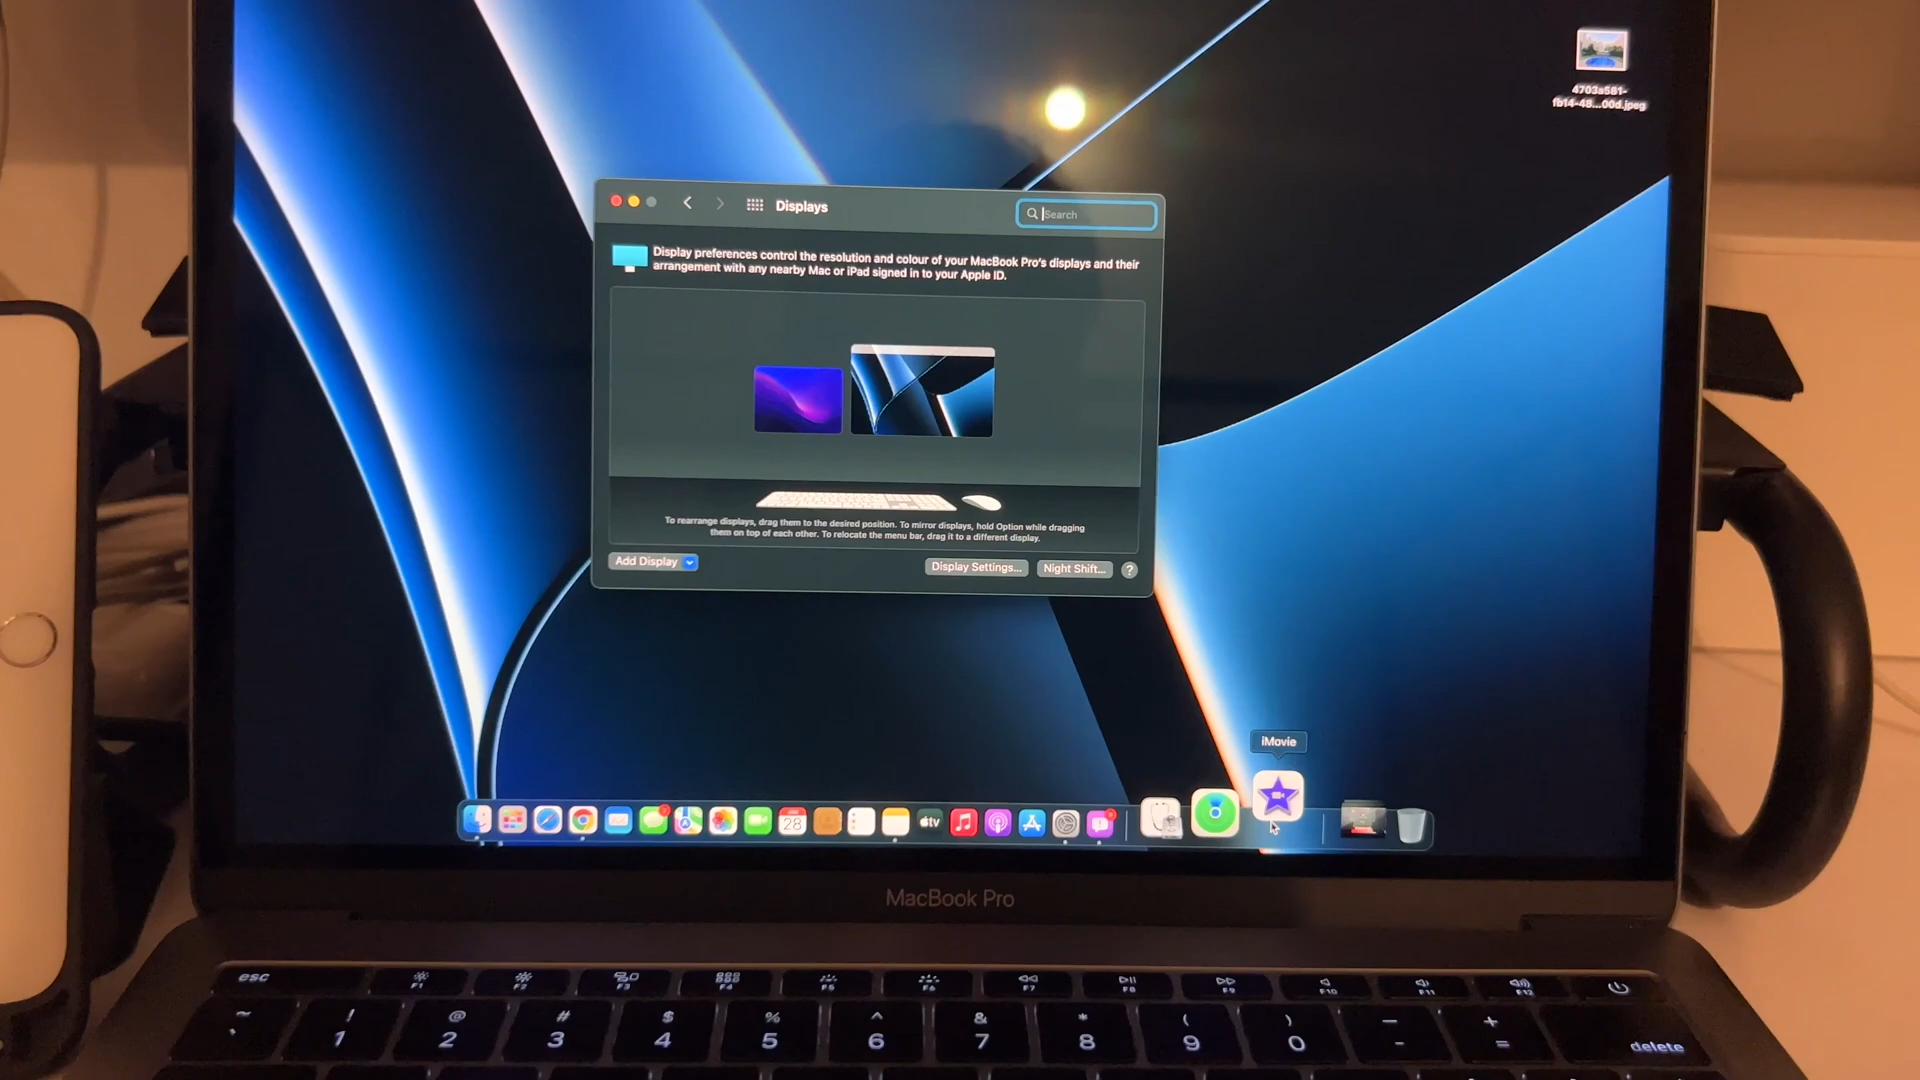 4703a581-
fb14-48...00d.jpeg
Displays
Search
Display preferences control the resolution and colour of your MacBook Pro's displays and their
arrangement with any nearby Mac or iPad signed in to your Apple ID.
To rearrange displays, drag them to the desired position. To mirror displays, hold Option while dragging
them on top of each other. To relocate the menu bar, drag it to a different display.
Add Display
Display Settings...
Night Shift...
?
iMovie
28
tv
MacBook Pro
esc
F1
F2
F3
F4
F5
F6
F7
F8
F9
F10
F11
F12
~
!
@
#
$
%
^
&
*
(
)
—
+
1
2
3
4
5
6
7
8
9
0
-
=
delete